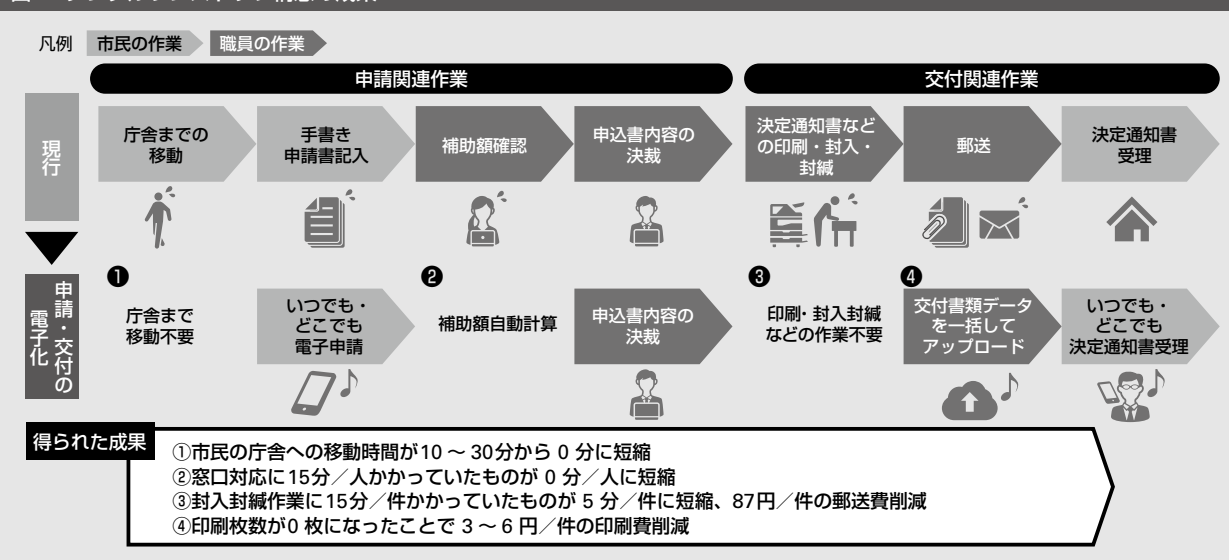 凡例 市民の作業 職員の作業
申請関連作業
交付関連作業
現行
庁舎までの
移動
手書き
申請書記入
補助額確認
申込書内容の
決裁
決定通知書など
の印刷・封入・
封緘
郵送
決定通知書
受理
申請・交付の
電子化
❶
庁舎まで
移動不要
いつでも・
どこでも
電子申請
❷
補助額自動計算
申込書内容の
決裁
❸
印刷・封入封緘
などの作業不要
❹
交付書類データ
を一括して
アップロード
いつでも・
どこでも
決定通知書受理
得られた成果
①市民の庁舎への移動時間が10～30分から0分に短縮
②窓口対応に15分／人かかっていたものが0分／人に短縮
③封入封緘作業に15分／件かかっていたものが5分／件に短縮、87円／件の郵送費削減
④印刷枚数が0枚になったことで3～6円／件の印刷費削減